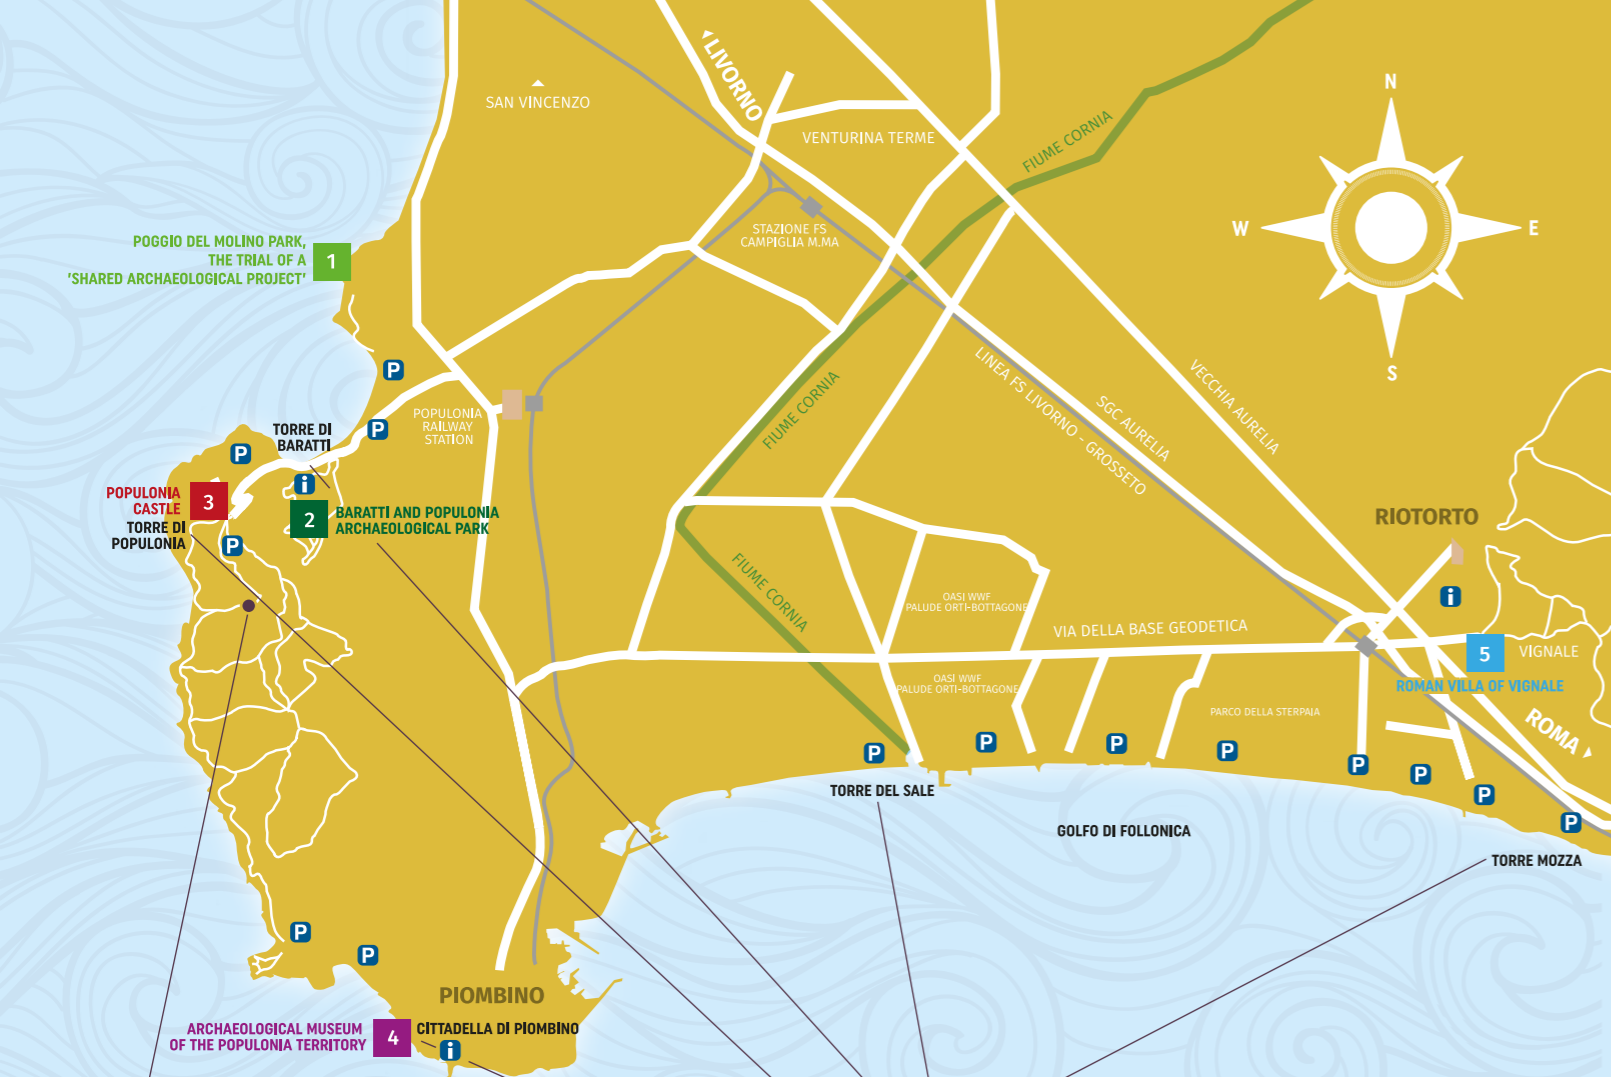 LIVORNO
SAN VINCENZO
VENTURINA TERME
FIUME CORNIA
N
W
E
S
STAZIONE FS
CAMPIGLIA M.MA
POGGIO DEL MOLINO PARK,
THE TRIAL OF A
'SHARED ARCHAEOLOGICAL PROJECT'
1
P
LINEA FS LIVORNO - GROSSETO
SGC AURELIA
VECCHIA AURELIA
FIUME CORNIA
POPULONIA
RAILWAY
STATION
P
TORRE DI
BARATTI
P
i
POPULONIA
CASTLE
3
TORRE DI
POPULONIA
2
BARATTI AND POPULONIA
ARCHAEOLOGICAL PARK
P
RIOTORTO
i
FIUME CORNIA
OASI WWF
PALUDE ORTI-BOTTAGONE
VIA DELLA BASE GEODETICA
5
VIGNALE
ROMAN VILLA OF VIGNALE
OASI WWF
PALUDE ORTI-BOTTAGONE
PARCO DELLA STERPAIA
ROMA
P
P
P
P
P
P
P
P
TORRE DEL SALE
GOLFO DI FOLLONICA
TORRE MOZZA
P
P
PIOMBINO
ARCHAEOLOGICAL MUSEUM
OF THE POPULONIA TERRITORY
4
CITTADELLA DI PIOMBINO
i